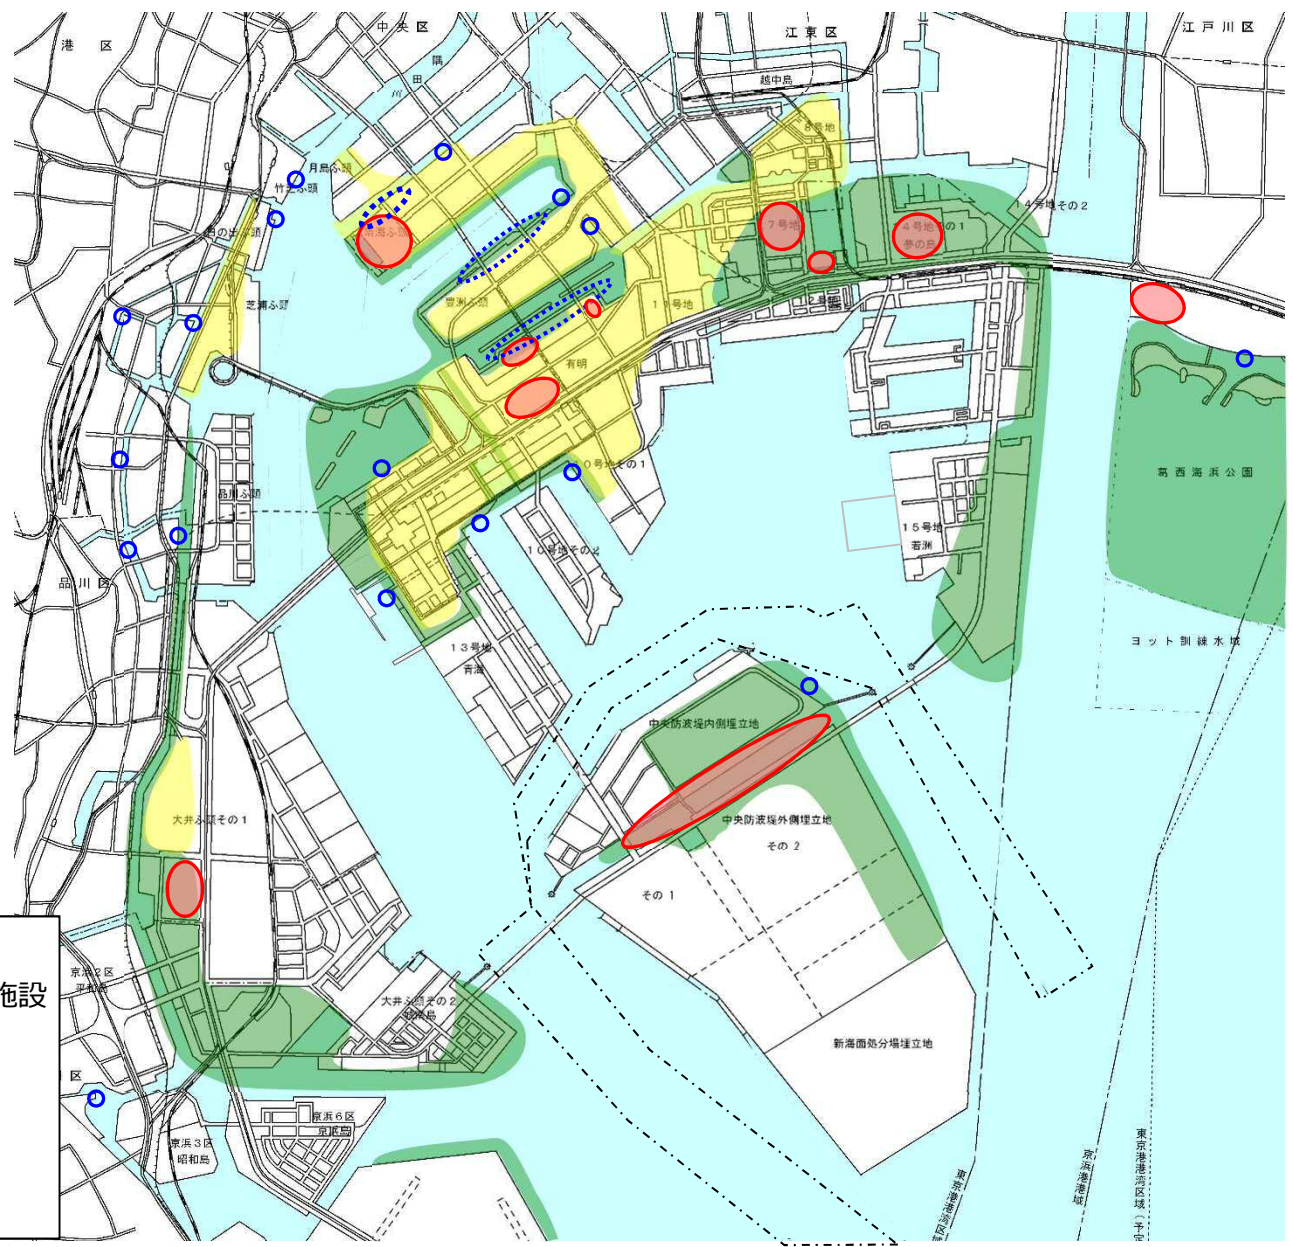 港 区
中 央 区
江 東 区
江 戸 川 区
隅
田
川
越中島
8号地
月島ふ頭
竹芝ふ頭
日の出ふ頭
晴海ふ頭
14号地その2
17号地
14号地その1
夢の島
芝浦ふ頭
豊洲ふ頭
11号地
12号地
有明
10号地その1
葛 西 海 浜 公 園
品川ふ頭
15号地
若洲
10号地その2
品 川 区
ヨ ッ ト 訓 練 水 域
13号地
青海
中央防波堤内側埋立地
大井ふ頭その1
中央防波堤外側埋立地
その 2
その 1
施設
京浜2区
平和島
大井ふ頭その2
城南島
新海面処分場埋立地
区
京浜6区
京浜島
京浜3区
昭和島
東京港港湾区域
京浜港港域
東京港港湾区域（予定